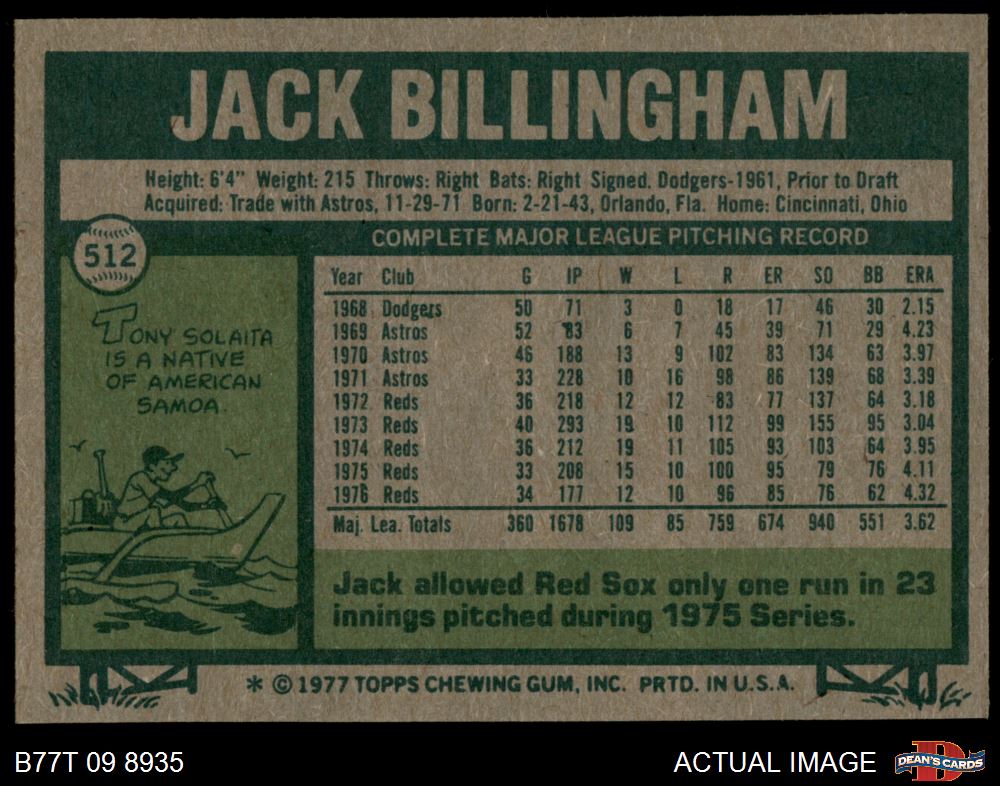 JACK BILLINGHAM
Height: 6'4" Weight: 215 Throws: Right Bats: Right Signed. Dodgers-1961, Prior to Draft
Acquired: Trade with Astros, 11-29-71 Born: 2-21-43, Orlando, Fla. Home: Cincinnati, Ohio
512
COMPLETE MAJOR LEAGUE PITCHING RECORD
TONY SOLAITA
IS A NATIVE
OF AMERICAN
SAMOA.
Year Club G IP W L R ER SO BB ERA
1968 Dodgers 50 71 3 0 18 17 46 30 2.15
1969 Astros 52 83 6 7 45 39 71 29 4.23
1970 Astros 46 188 13 9 102 83 134 63 3.97
1971 Astros 33 228 10 16 98 86 139 68 3.39
1972 Reds 36 218 12 12 83 77 137 64 3.18
1973 Reds 40 293 19 10 112 99 155 95 3.04
1974 Reds 36 212 19 11 105 93 103 64 3.95
1975 Reds 33 208 15 10 100 95 79 76 4.11
1976 Reds 34 177 12 10 96 85 76 62 4.32
Maj. Lea. Totals 360 1678 109 85 759 674 940 551 3.62
Jack allowed Red Sox only one run in 23
innings pitched during 1975 Series.
* © 1977 TOPPS CHEWING GUM, INC. PRTD. IN U.S.A.
B77T 09 8935
ACTUAL IMAGE
D
DEAN'S CARDS